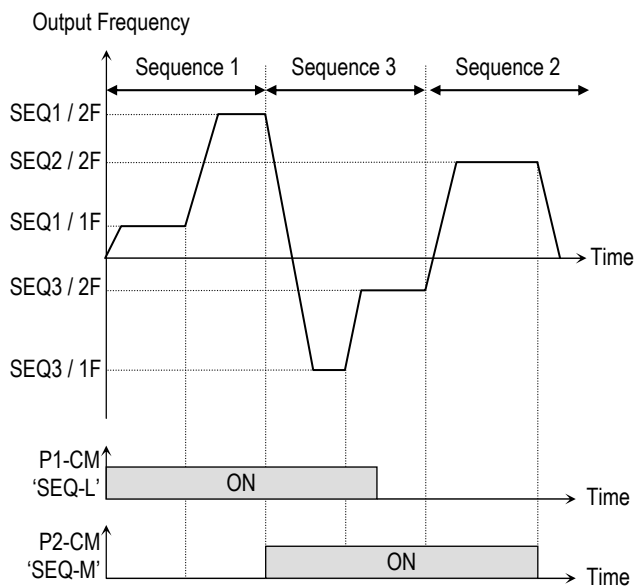 Output Frequency
Sequence 1
Sequence 3
Sequence 2
SEQ1 / 2F
SEQ2 / 2F
SEQ1 / 1F
Time
SEQ3 / 2F
SEQ3 / 1F
P1-CM
‘SEQ-L’
ON
Time
P2-CM
‘SEQ-M’
ON
Time